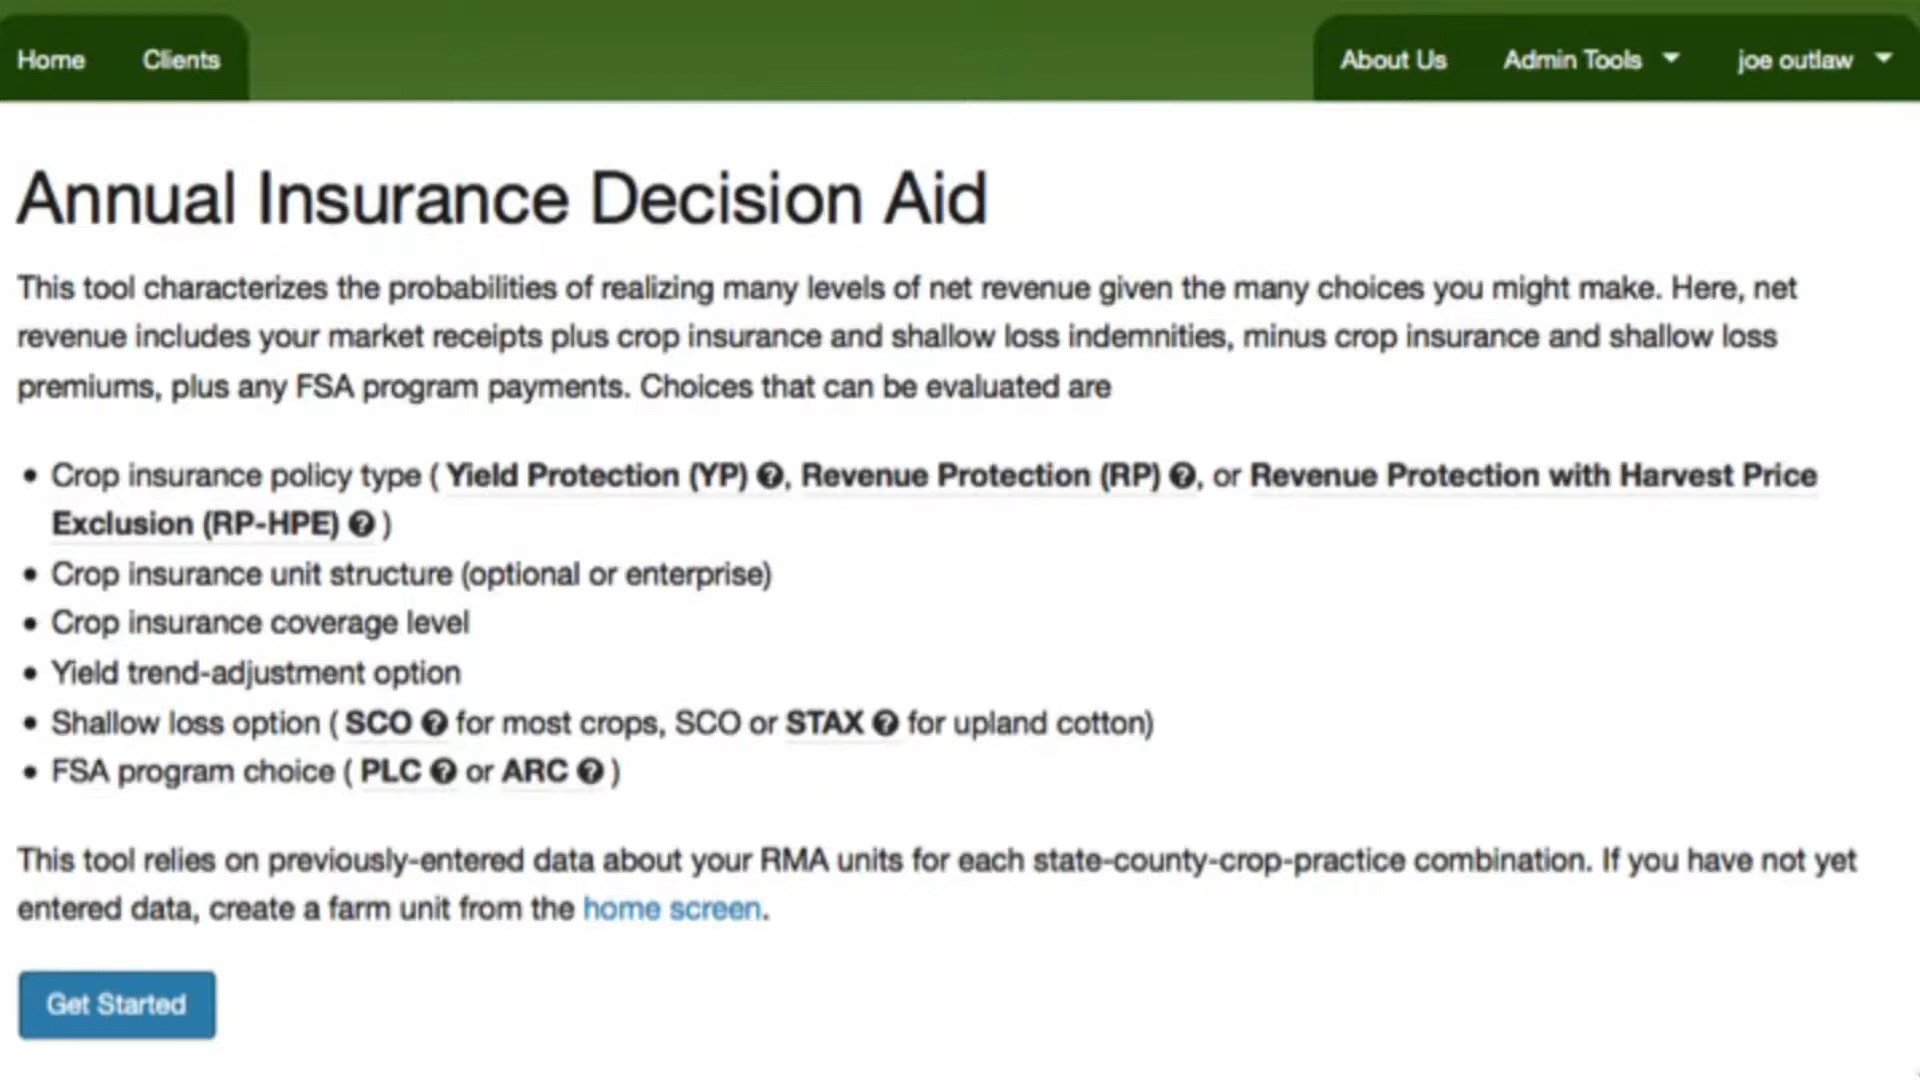 Home Clients About Us Admin Tools joe outlaw
Annual Insurance Decision Aid
This tool characterizes the probabilities of realizing many levels of net revenue given the many choices you might make. Here, net
revenue includes your market receipts plus crop insurance and shallow loss indemnities, minus crop insurance and shallow loss
premiums, plus any FSA program payments. Choices that can be evaluated are
• Crop insurance policy type ( Yield Protection (YP) ?, Revenue Protection (RP) ?, or Revenue Protection with Harvest Price
Exclusion (RP-HPE) ? )
• Crop insurance unit structure (optional or enterprise)
• Crop insurance coverage level
• Yield trend-adjustment option
• Shallow loss option ( SCO ? for most crops, SCO or STAX ? for upland cotton)
• FSA program choice ( PLC ? or ARC ? )
This tool relies on previously-entered data about your RMA units for each state-county-crop-practice combination. If you have not yet
entered data, create a farm unit from the home screen.
Get Started